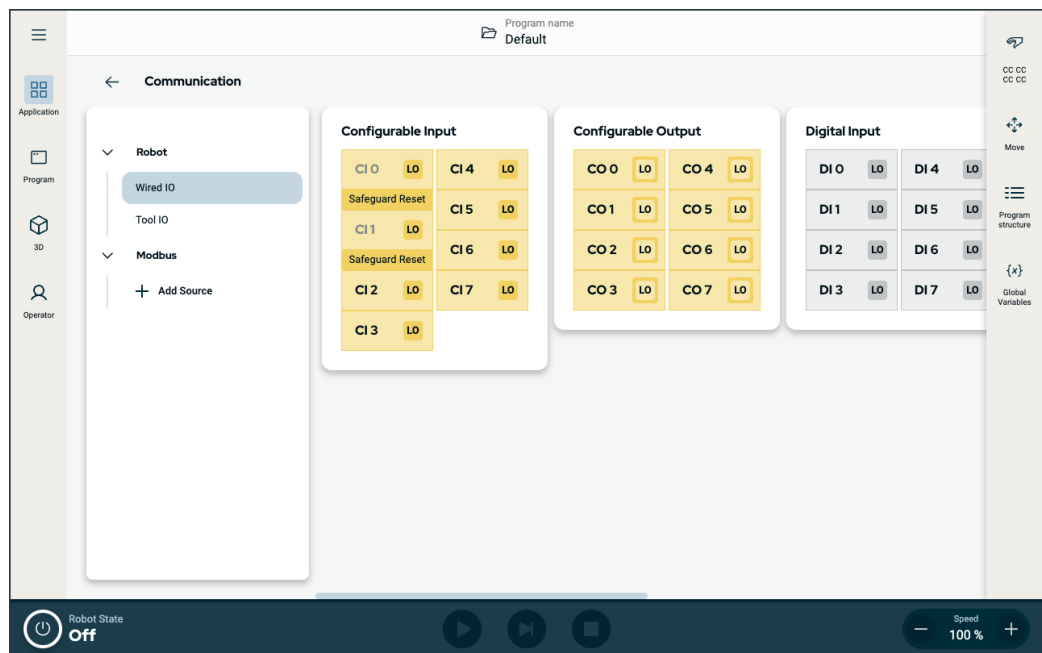 Program name
Default
Application
Program
3D
Operator
Communication
Robot
Wired IO
Tool IO
Modbus
Add Source
Configurable Input
CI 0 LO CI 4 LO
Safeguard Reset
CI 5 LO
CI 1 LO
CI 6 LO
Safeguard Reset
CI 2 LO CI 7 LO
CI 3 LO
Configurable Output
CO 0 LO CO 4 LO
CO 1 LO CO 5 LO
CO 2 LO CO 6 LO
CO 3 LO CO 7 LO
Digital Input
DI 0 LO DI 4 LO
DI 1 LO DI 5 LO
DI 2 LO DI 6 LO
DI 3 LO DI 7 LO
CC CC
CC CC
Move
Program
structure
{x}
Global
Variables
Robot State
Off
Speed
100 %